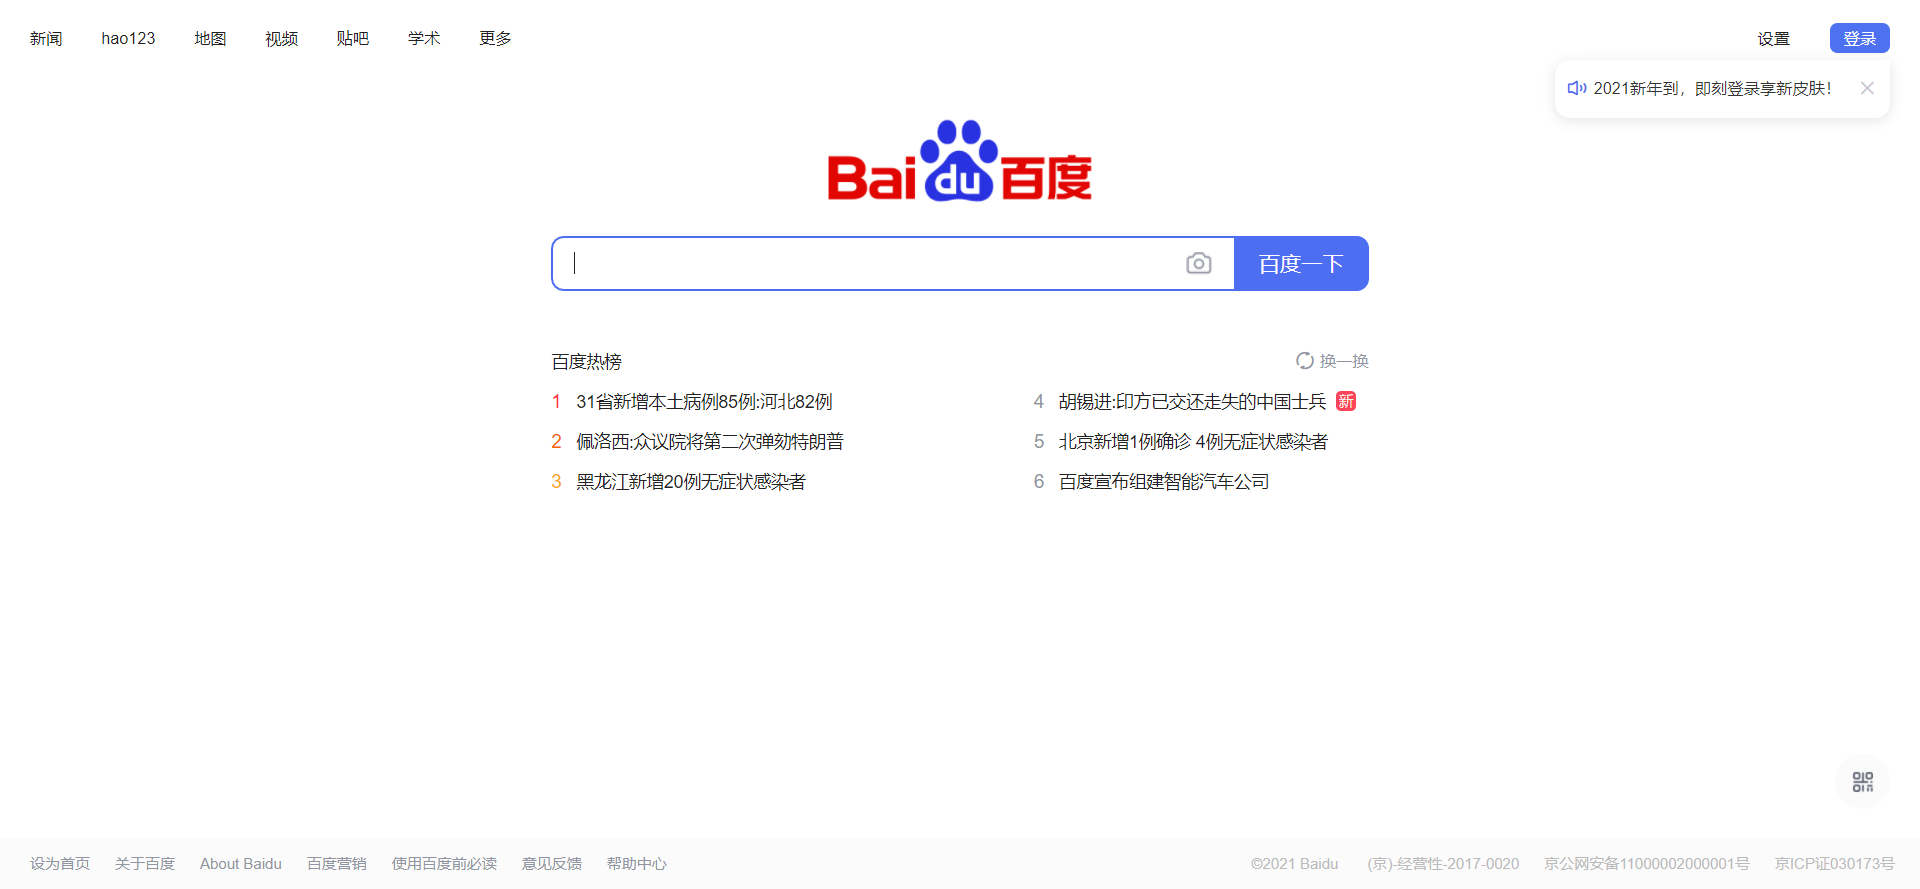 新闻 hao123 地图 视频 贴吧 学术 更多 设置 登录
2021新年到，即刻登录享新皮肤！
Bai du 百度
百度一下
百度热榜 换一换
1 31省新增本土病例85例:河北82例
2 佩洛西:众议院将第二次弹劾特朗普
3 黑龙江新增20例无症状感染者
4 胡锡进:印方已交还走失的中国士兵 新
5 北京新增1例确诊 4例无症状感染者
6 百度宣布组建智能汽车公司
设为首页 关于百度 About Baidu 百度营销 使用百度前必读 意见反馈 帮助中心 ©2021 Baidu (京)-经营性-2017-0020 京公网安备11000002000001号 京ICP证030173号